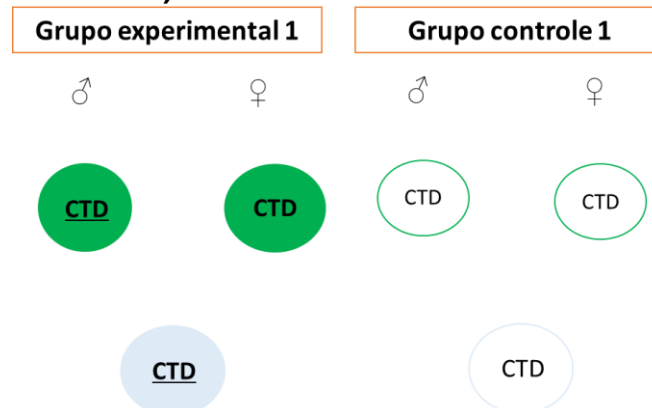 Grupo experimental 1 Grupo controle 1
♂ ♀ ♂ ♀
CTD CTD CTD CTD
CTD CTD